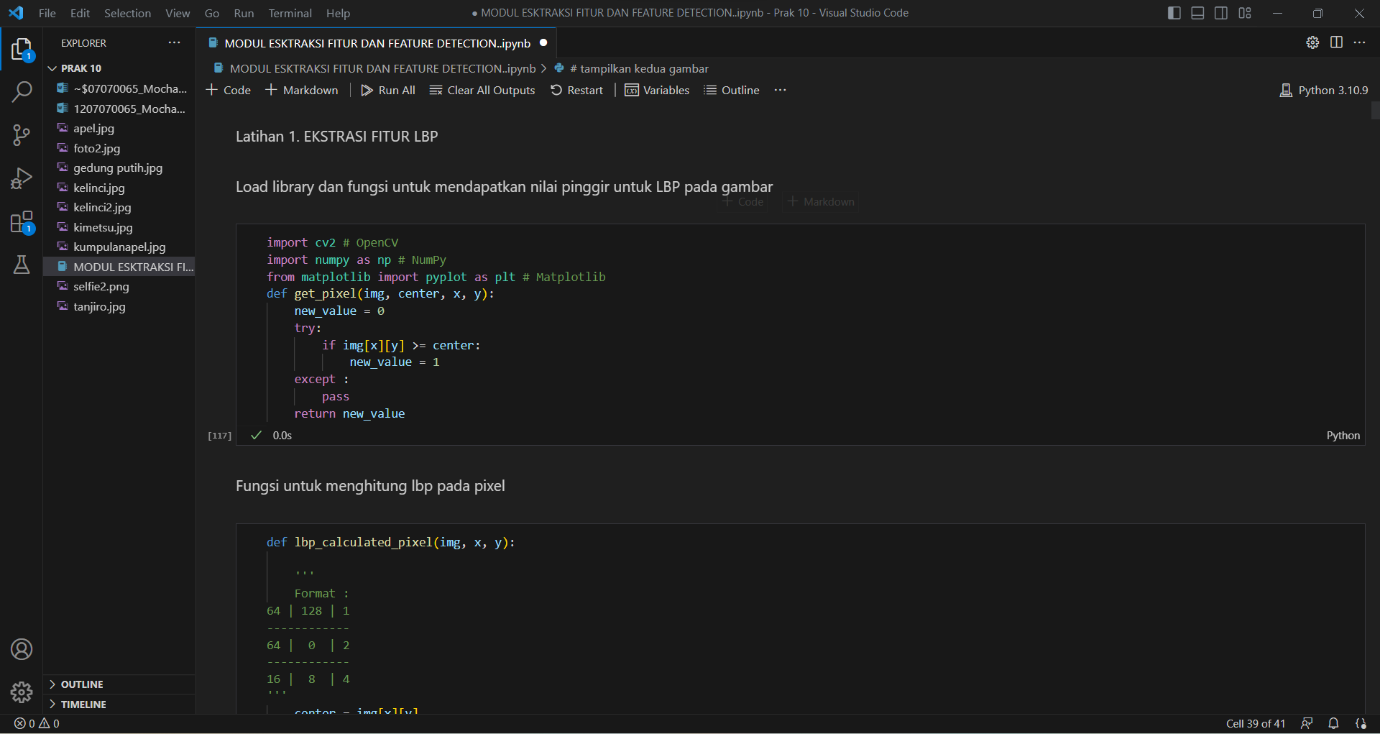 File Edit Selection View Go Run Terminal Help
● MODUL ESKTRAKSI FITUR DAN FEATURE DETECTION..ipynb - Prak 10 - Visual Studio Code
EXPLORER ...
PRAK 10
~$07070065_Mocha...
1207070065_Mocha...
apel.jpg
foto2.jpg
gedung putih.jpg
kelinci.jpg
kelinci2.jpg
kimetsu.jpg
kumpulanapel.jpg
MODUL ESKTRAKSI FI...
selfie2.png
tanjiro.jpg
OUTLINE
TIMELINE
1
1
MODUL ESKTRAKSI FITUR DAN FEATURE DETECTION..ipynb ●
MODUL ESKTRAKSI FITUR DAN FEATURE DETECTION..ipynb > # tampilkan kedua gambar
+ Code + Markdown | Run All Clear All Outputs Restart | Variables Outline ...
Python 3.10.9
Latihan 1. EKSTRASI FITUR LBP
Load library dan fungsi untuk mendapatkan nilai pinggir untuk LBP pada gambar
+ Code + Markdown
import cv2 # OpenCV
import numpy as np # NumPy
from matplotlib import pyplot as plt # Matplotlib
def get_pixel(img, center, x, y):
new_value = 0
try:
if img[x][y] >= center:
new_value = 1
except :
pass
return new_value
[117] ✓ 0.0s
Python
Fungsi untuk menghitung lbp pada pixel
def lbp_calculated_pixel(img, x, y):
'''
Format :
64 | 128 | 1
------------
64 | 0 | 2
------------
16 | 8 | 4
'''
center = img[x][y]
0 0
Cell 39 of 41